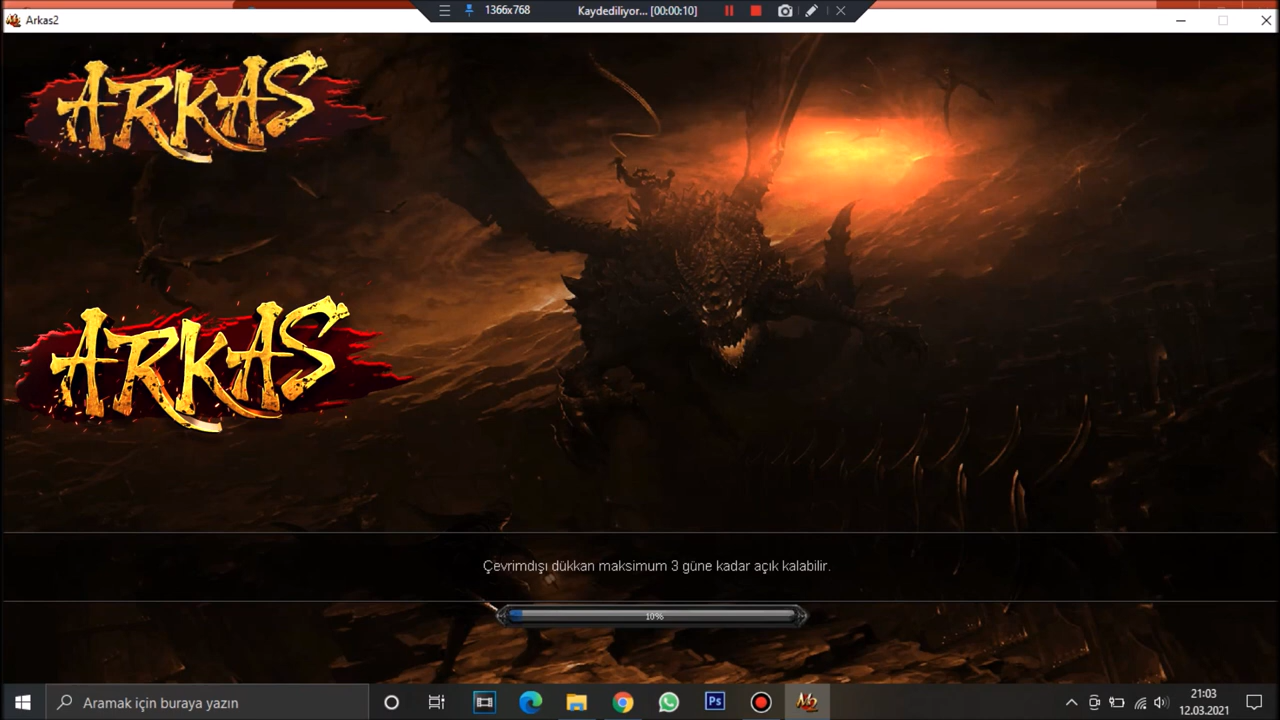 1366x768
Kaydediliyor... [00:00:10]
Arkas2
ARKAS
ARKAS
Çevrimdışı dükkan maksimum 3 güne kadar açık kalabilir.
10%
Aramak için buraya yazın
Ps
21:03
12.03.2021